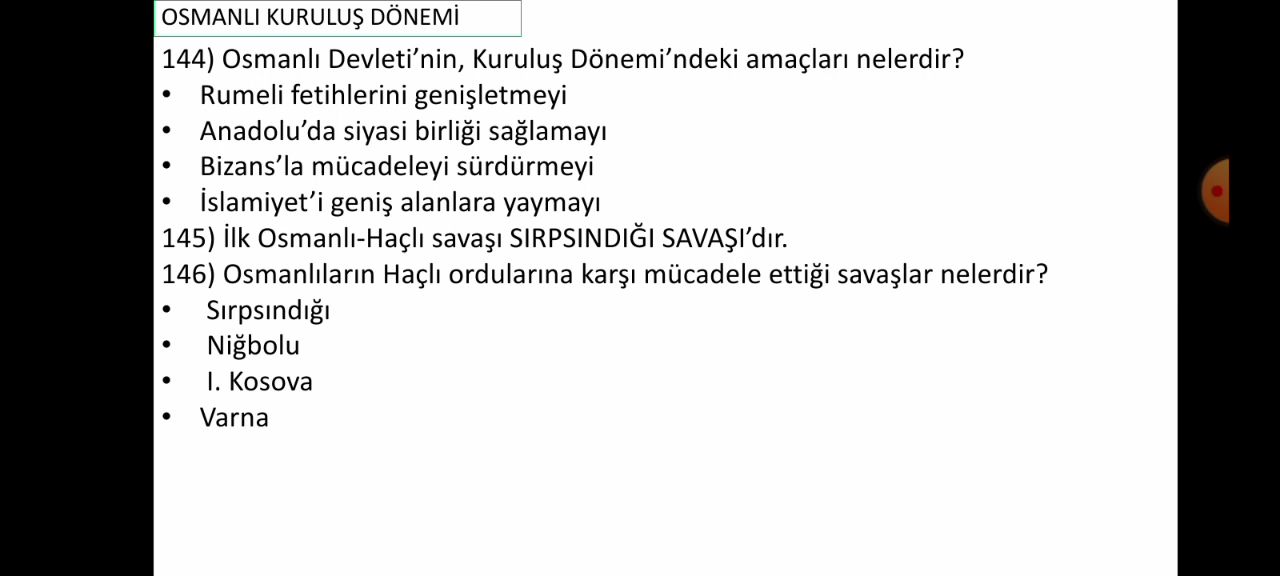 OSMANLI KURULUŞ DÖNEMİ
144) Osmanlı Devleti’nin, Kuruluş Dönemi’ndeki amaçları nelerdir?
• Rumeli fetihlerini genişletmeyi
• Anadolu’da siyasi birliği sağlamayı
• Bizans’la mücadeleyi sürdürmeyi
• İslamiyet’i geniş alanlara yaymayı
145) İlk Osmanlı-Haçlı savaşı SIRPSINDIĞI SAVAŞI’dır.
146) Osmanlıların Haçlı ordularına karşı mücadele ettiği savaşlar nelerdir?
• Sırpsındığı
• Niğbolu
• I. Kosova
• Varna